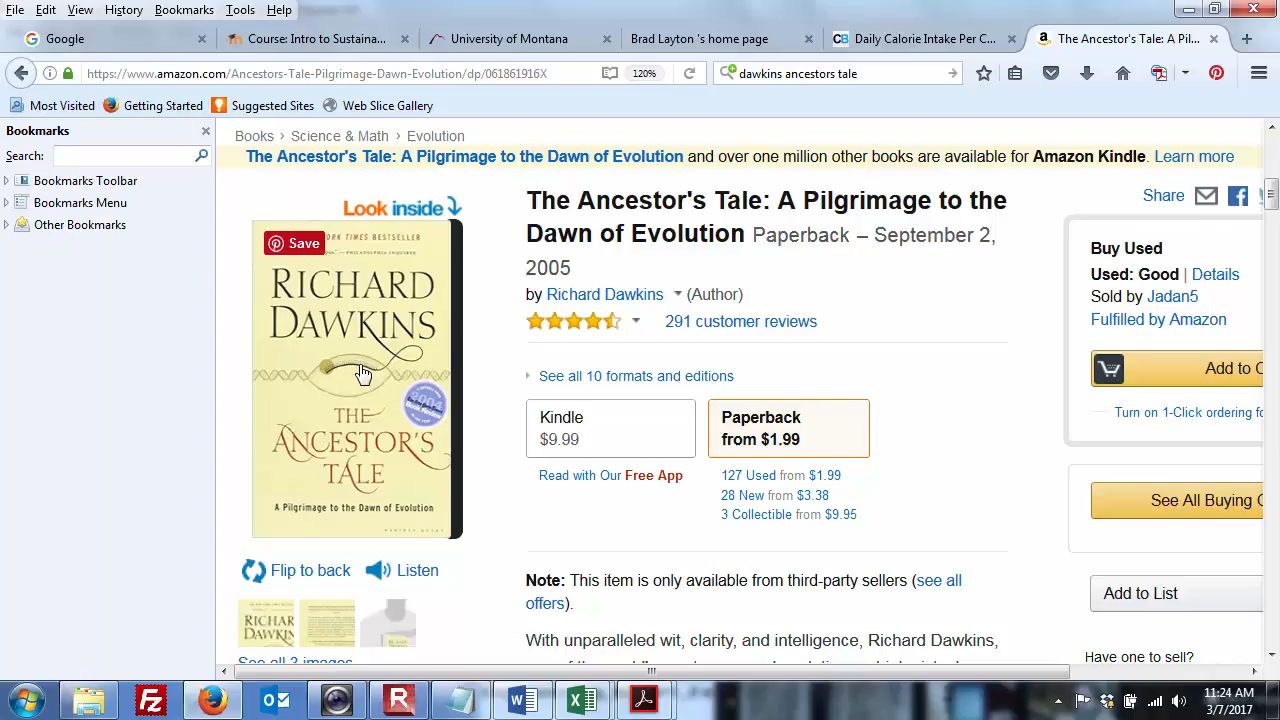 File Edit View History Bookmarks Tools Help
Google
Course: Intro to Sustaina...
University of Montana
Brad Layton 's home page
Daily Calorie Intake Per C...
The Ancestor's Tale: A Pil...
https://www.amazon.com/Ancestors-Tale-Pilgrimage-Dawn-Evolution/dp/061861916X
120%
dawkins ancestors tale
Most Visited Getting Started Suggested Sites Web Slice Gallery
Bookmarks
Search:
Bookmarks Toolbar
Bookmarks Menu
Other Bookmarks
Books › Science & Math › Evolution
The Ancestor's Tale: A Pilgrimage to the Dawn of Evolution and over one million other books are available for Amazon Kindle. Learn more
Look inside
Save
YORK TIMES BESTSELLER
—PHILADELPHIA INQUIRER
RICHARD
DAWKINS
2004
THE
ANCESTOR'S
TALE
A Pilgrimage to the Dawn of Evolution
Flip to back
Listen
RICHARD
DAWKIN
See all 3 images
The Ancestor's Tale: A Pilgrimage to the
Dawn of Evolution Paperback – September 2,
2005
by Richard Dawkins (Author)
291 customer reviews
See all 10 formats and editions
Kindle
$9.99
Paperback
from $1.99
Read with Our Free App
127 Used from $1.99
28 New from $3.38
3 Collectible from $9.95
Note: This item is only available from third-party sellers (see all
offers).
With unparalleled wit, clarity, and intelligence, Richard Dawkins,
Share
Buy Used
Used: Good | Details
Sold by Jadan5
Fulfilled by Amazon
Add to C
Turn on 1-Click ordering fo
See All Buying
Add to List
Have one to sell?
11:24 AM
3/7/2017